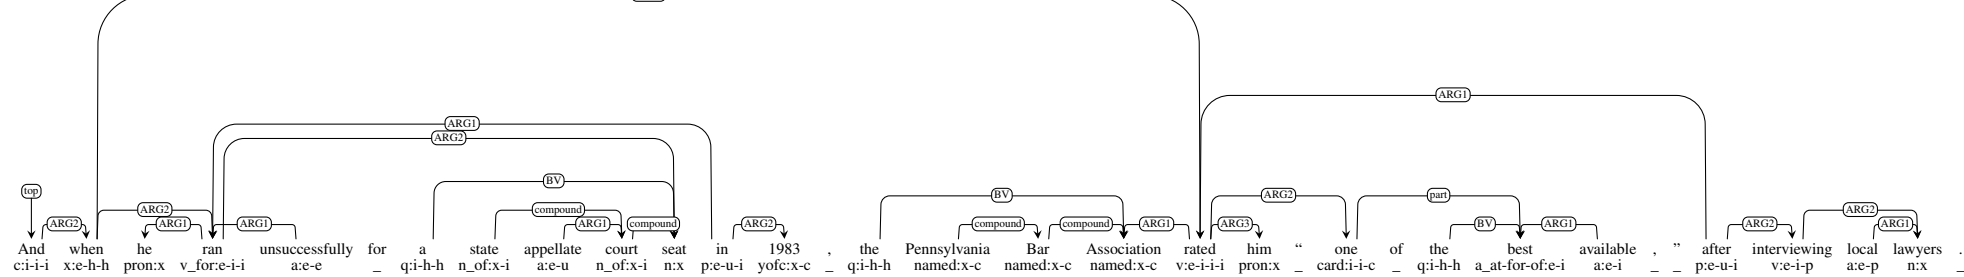 ARG1
ARG1
ARG2
top
BV
BV
ARG2
part
ARG2
ARG2
ARG1
ARG1
compound
ARG1
compound
ARG2
compound
compound
ARG1
ARG3
BV
ARG1
ARG2
ARG2
ARG1
And when he ran unsuccessfully for a state appellate court seat in 1983 , the Pennsylvania Bar Association rated him “ one of the best available , ” after interviewing local lawyers .
c:i-i-i x:e-h-h pron:x v_for:e-i-i a:e-e _ q:i-h-h n_of:x-i a:e-u n_of:x-i n:x p:e-u-i yofc:x-c _ q:i-h-h named:x-c named:x-c named:x-c v:e-i-i-i pron:x _ card:i-i-c _ q:i-h-h a_at-for-of:e-i a:e-i _ _ p:e-u-i v:e-i-p a:e-p n:x _